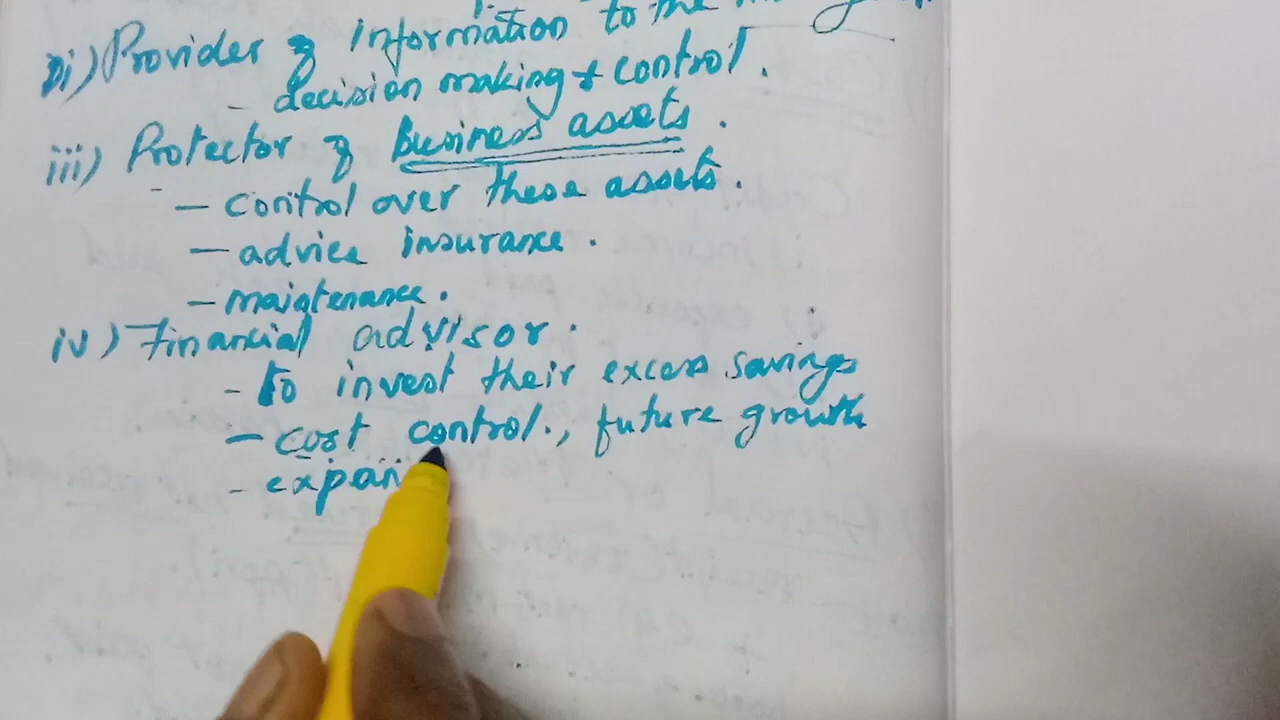 ii) Provider of information to the
- decision making & control.
iii) Protector of Business assets.
- control over these assets.
- advice insurance.
- maigtenance.
iv) Financial advisor.
- to invest their excess savings
- cost control., future growth
- expan